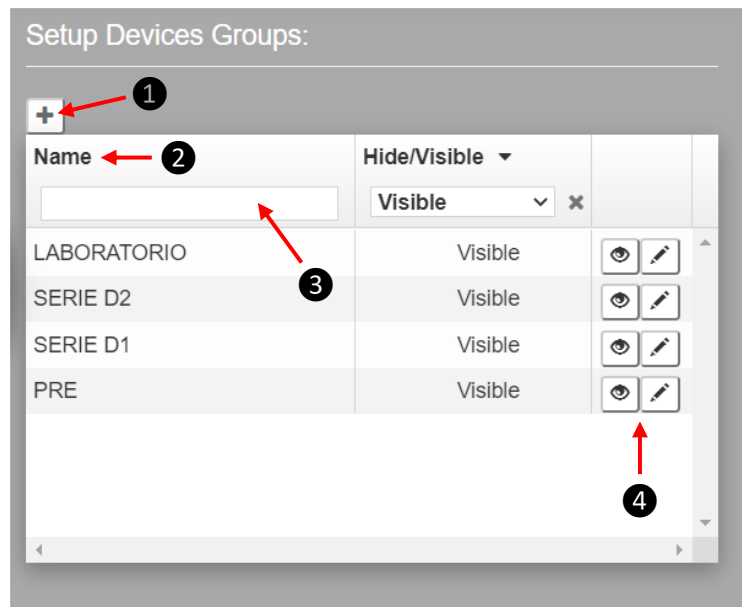 Setup Devices Groups:
1
+
Name 2 Hide/Visible
Visible
3
LABORATORIO Visible
SERIE D2 Visible
SERIE D1 Visible
PRE Visible
4